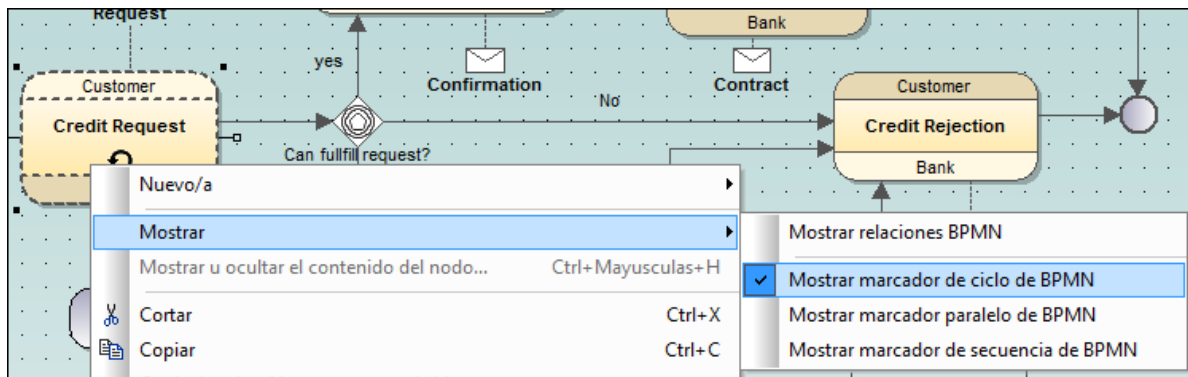 Request
Bank
yes
Customer
Confirmation
Contract
Customer
No
Credit Request
Credit Rejection
Can fullfill request?
Bank
Nuevo/a
Mostrar
Mostrar relaciones BPMN
Mostrar u ocultar el contenido del nodo... Ctrl+Mayusculas+H
Mostrar marcador de ciclo de BPMN
Cortar Ctrl+X
Mostrar marcador paralelo de BPMN
Copiar Ctrl+C
Mostrar marcador de secuencia de BPMN